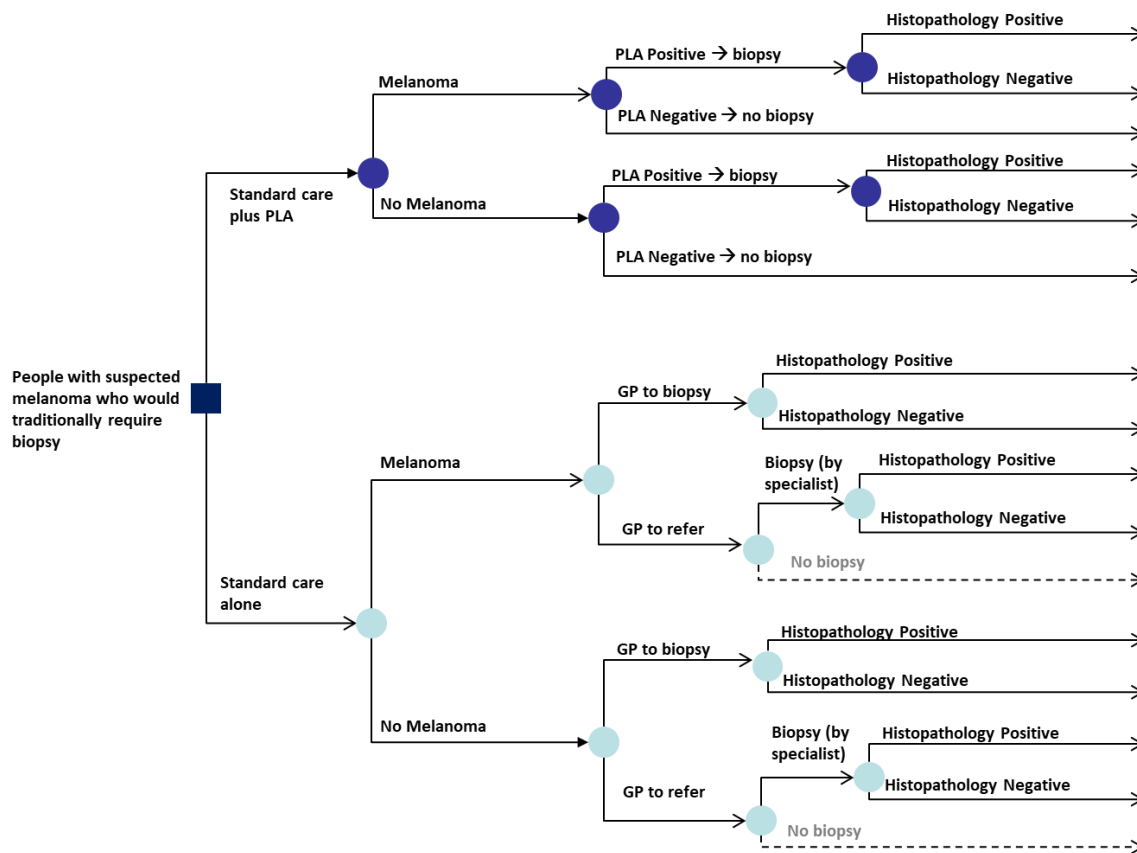 Histopathology Positive
PLA Positive → biopsy
Melanoma
Histopathology Negative
PLA Negative → no biopsy
Histopathology Positive
PLA Positive → biopsy
Standard care
plus PLA
No Melanoma
Histopathology Negative
PLA Negative → no biopsy
People with suspected
melanoma who would
traditionally require
biopsy
Histopathology Positive
GP to biopsy
Histopathology Negative
Melanoma
Biopsy (by
specialist)
Histopathology Positive
GP to refer
Histopathology Negative
No biopsy
Standard care
alone
Histopathology Positive
GP to biopsy
Histopathology Negative
No Melanoma
Biopsy (by
specialist)
Histopathology Positive
GP to refer
Histopathology Negative
No biopsy